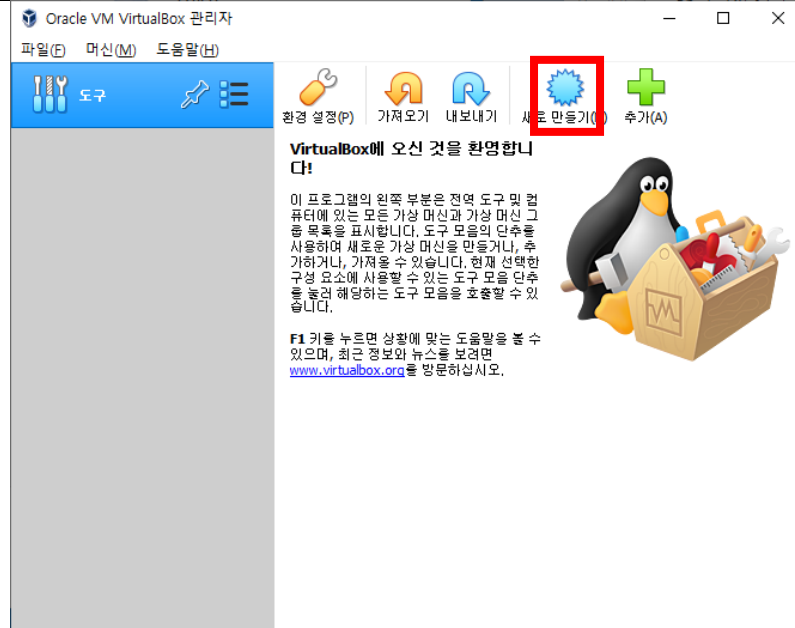 Oracle VM VirtualBox 관리자
파일(F) 머신(M) 도움말(H)
도구
환경 설정(P) 가져오기 내보내기 새로 만들기( ) 추가(A)
VirtualBox에 오신 것을 환영합니
다!
이 프로그램의 왼쪽 부분은 전역 도구 및 컴
퓨터에 있는 모든 가상 머신과 가상 머신 그
룹 목록을 표시합니다. 도구 모음의 단추를
사용하여 새로운 가상 머신을 만들거나, 추
가하거나, 가져올 수 있습니다. 현재 선택한
구성 요소에 사용할 수 있는 도구 모음 단추
를 눌러 해당하는 도구 모음을 호출할 수 있
습니다.
F1 키를 누르면 상황에 맞는 도움말을 볼 수
있으며, 최근 정보와 뉴스를 보려면
www.virtualbox.org를 방문하십시오.